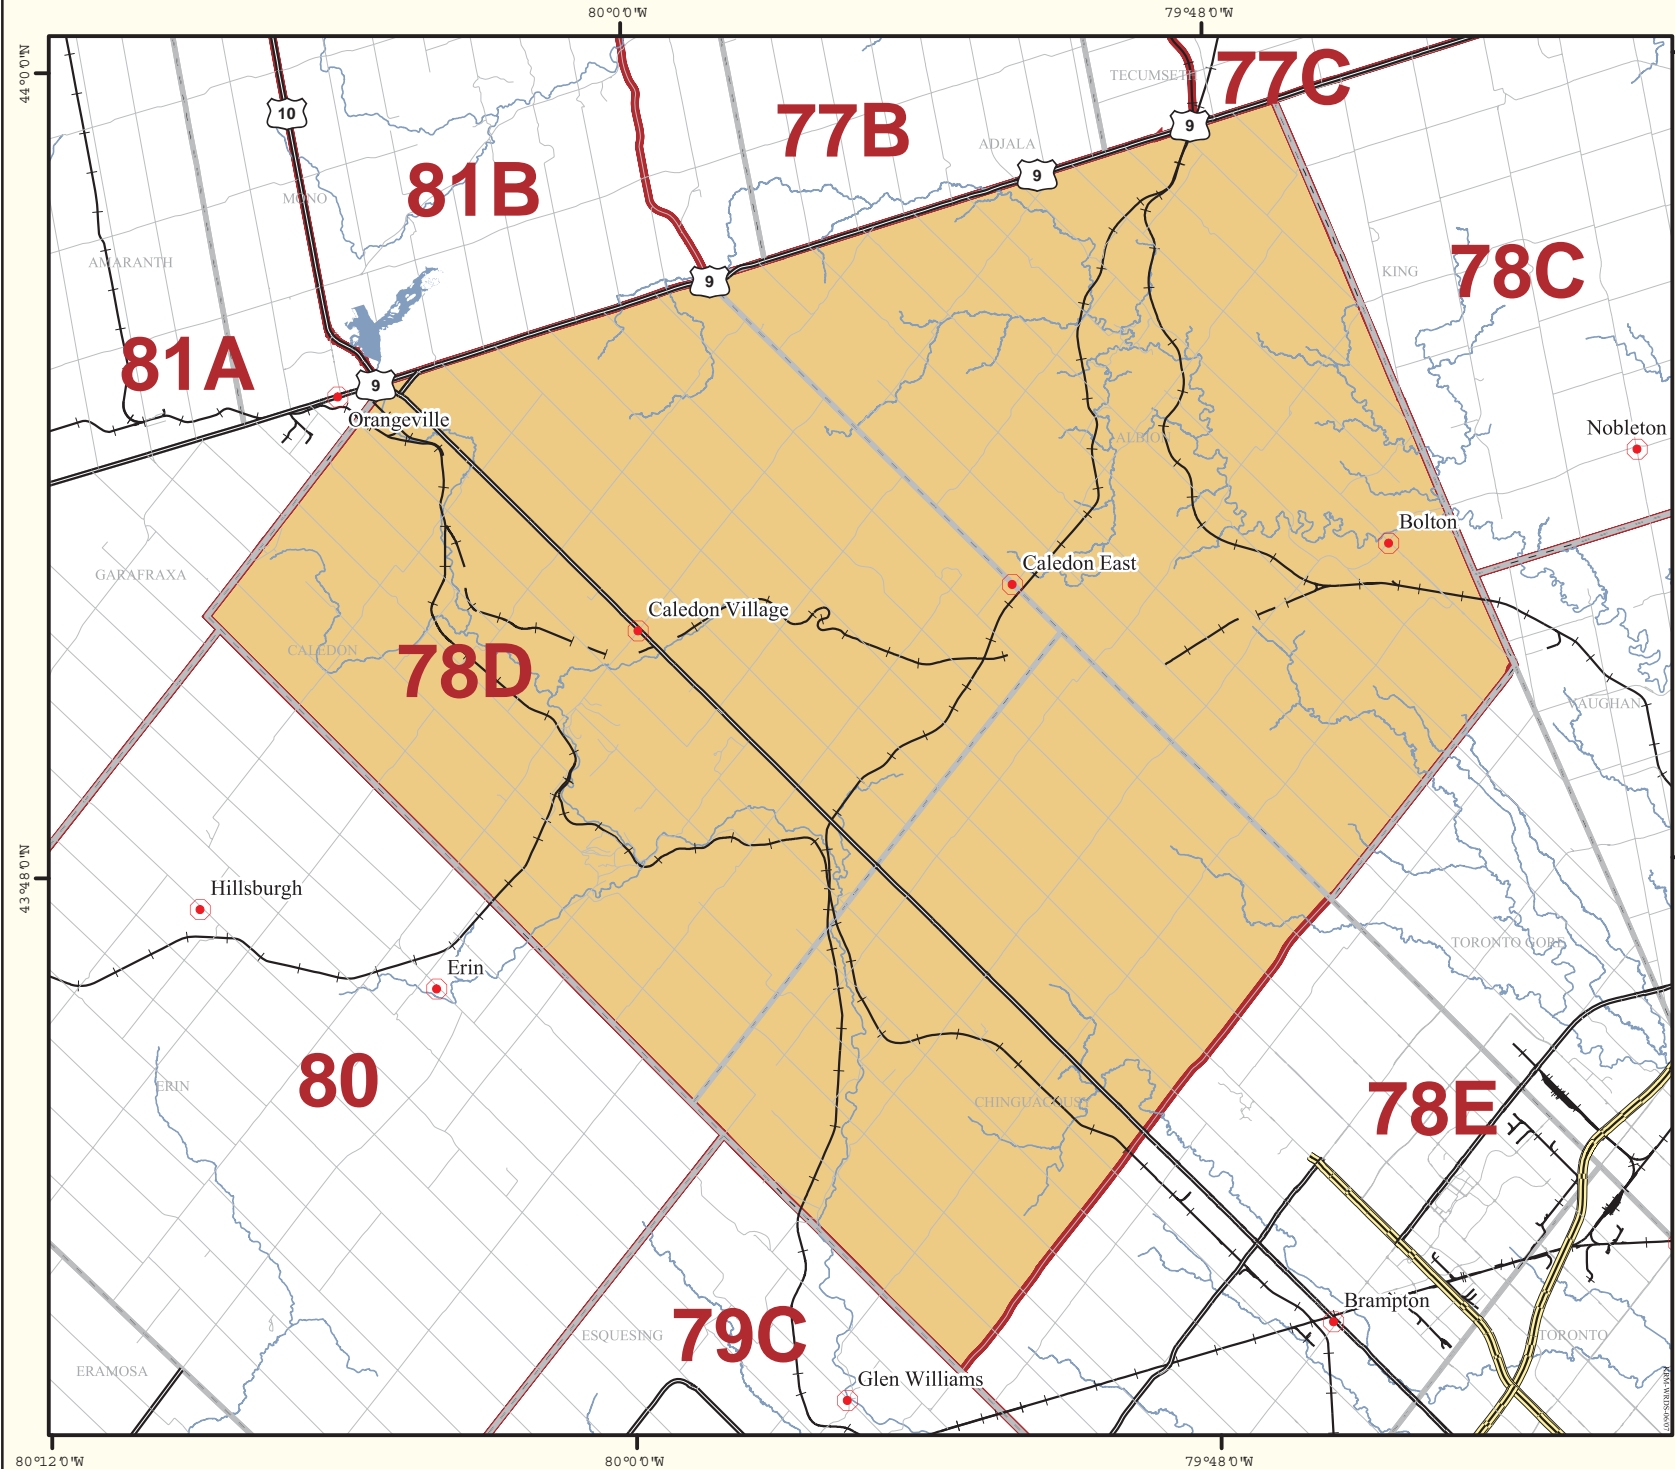 80°0'0"W
79°48'0"W
44°0'0"N
77C
TECUMSETH
10
77B
9
ADJALA
9
81B
MONO
78C
KING
AMARANTH
9
81A
9
Orangeville
Nobleton
ALBION
Bolton
Caledon East
GARAFRAXA
Caledon Village
CALEDON
78D
VAUGHAN
43°48'0"N
Hillsburgh
TORONTO GORE
Erin
80
ERIN
CHINGUACOUSY
78E
Brampton
79C
ESQUESING
TORONTO
ERAMOSA
Glen Williams
80°12'0"W
80°0'0"W
79°48'0"W